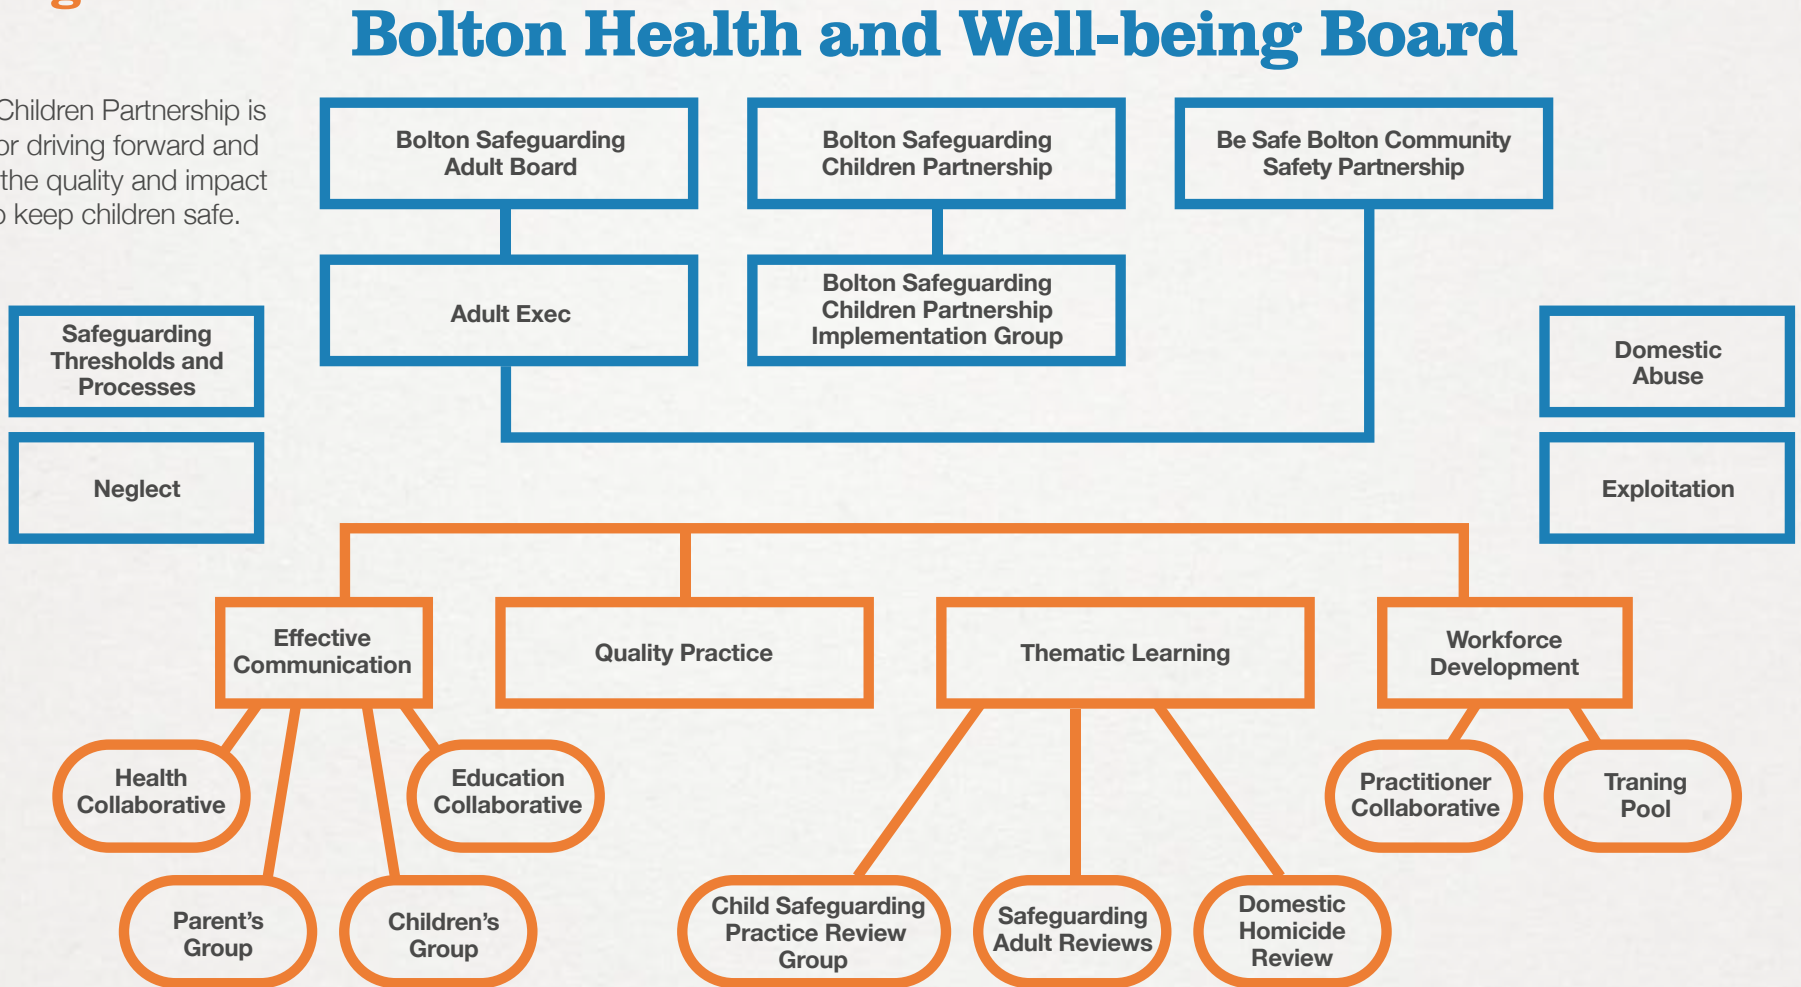 g
Bolton Health and Well-being Board
Children Partnership is
or driving forward and
the quality and impact
o keep children safe.
Bolton Safeguarding
Adult Board
Bolton Safeguarding
Children Partnership
Be Safe Bolton Community
Safety Partnership
Adult Exec
Bolton Safeguarding
Children Partnership
Implementation Group
Safeguarding
Thresholds and
Processes
Neglect
Domestic
Abuse
Exploitation
Effective
Communication
Quality Practice
Thematic Learning
Workforce
Development
Health
Collaborative
Education
Collaborative
Parent's
Group
Children's
Group
Child Safeguarding
Practice Review
Group
Safeguarding
Adult Reviews
Domestic
Homicide
Review
Practitioner
Collaborative
Traning
Pool